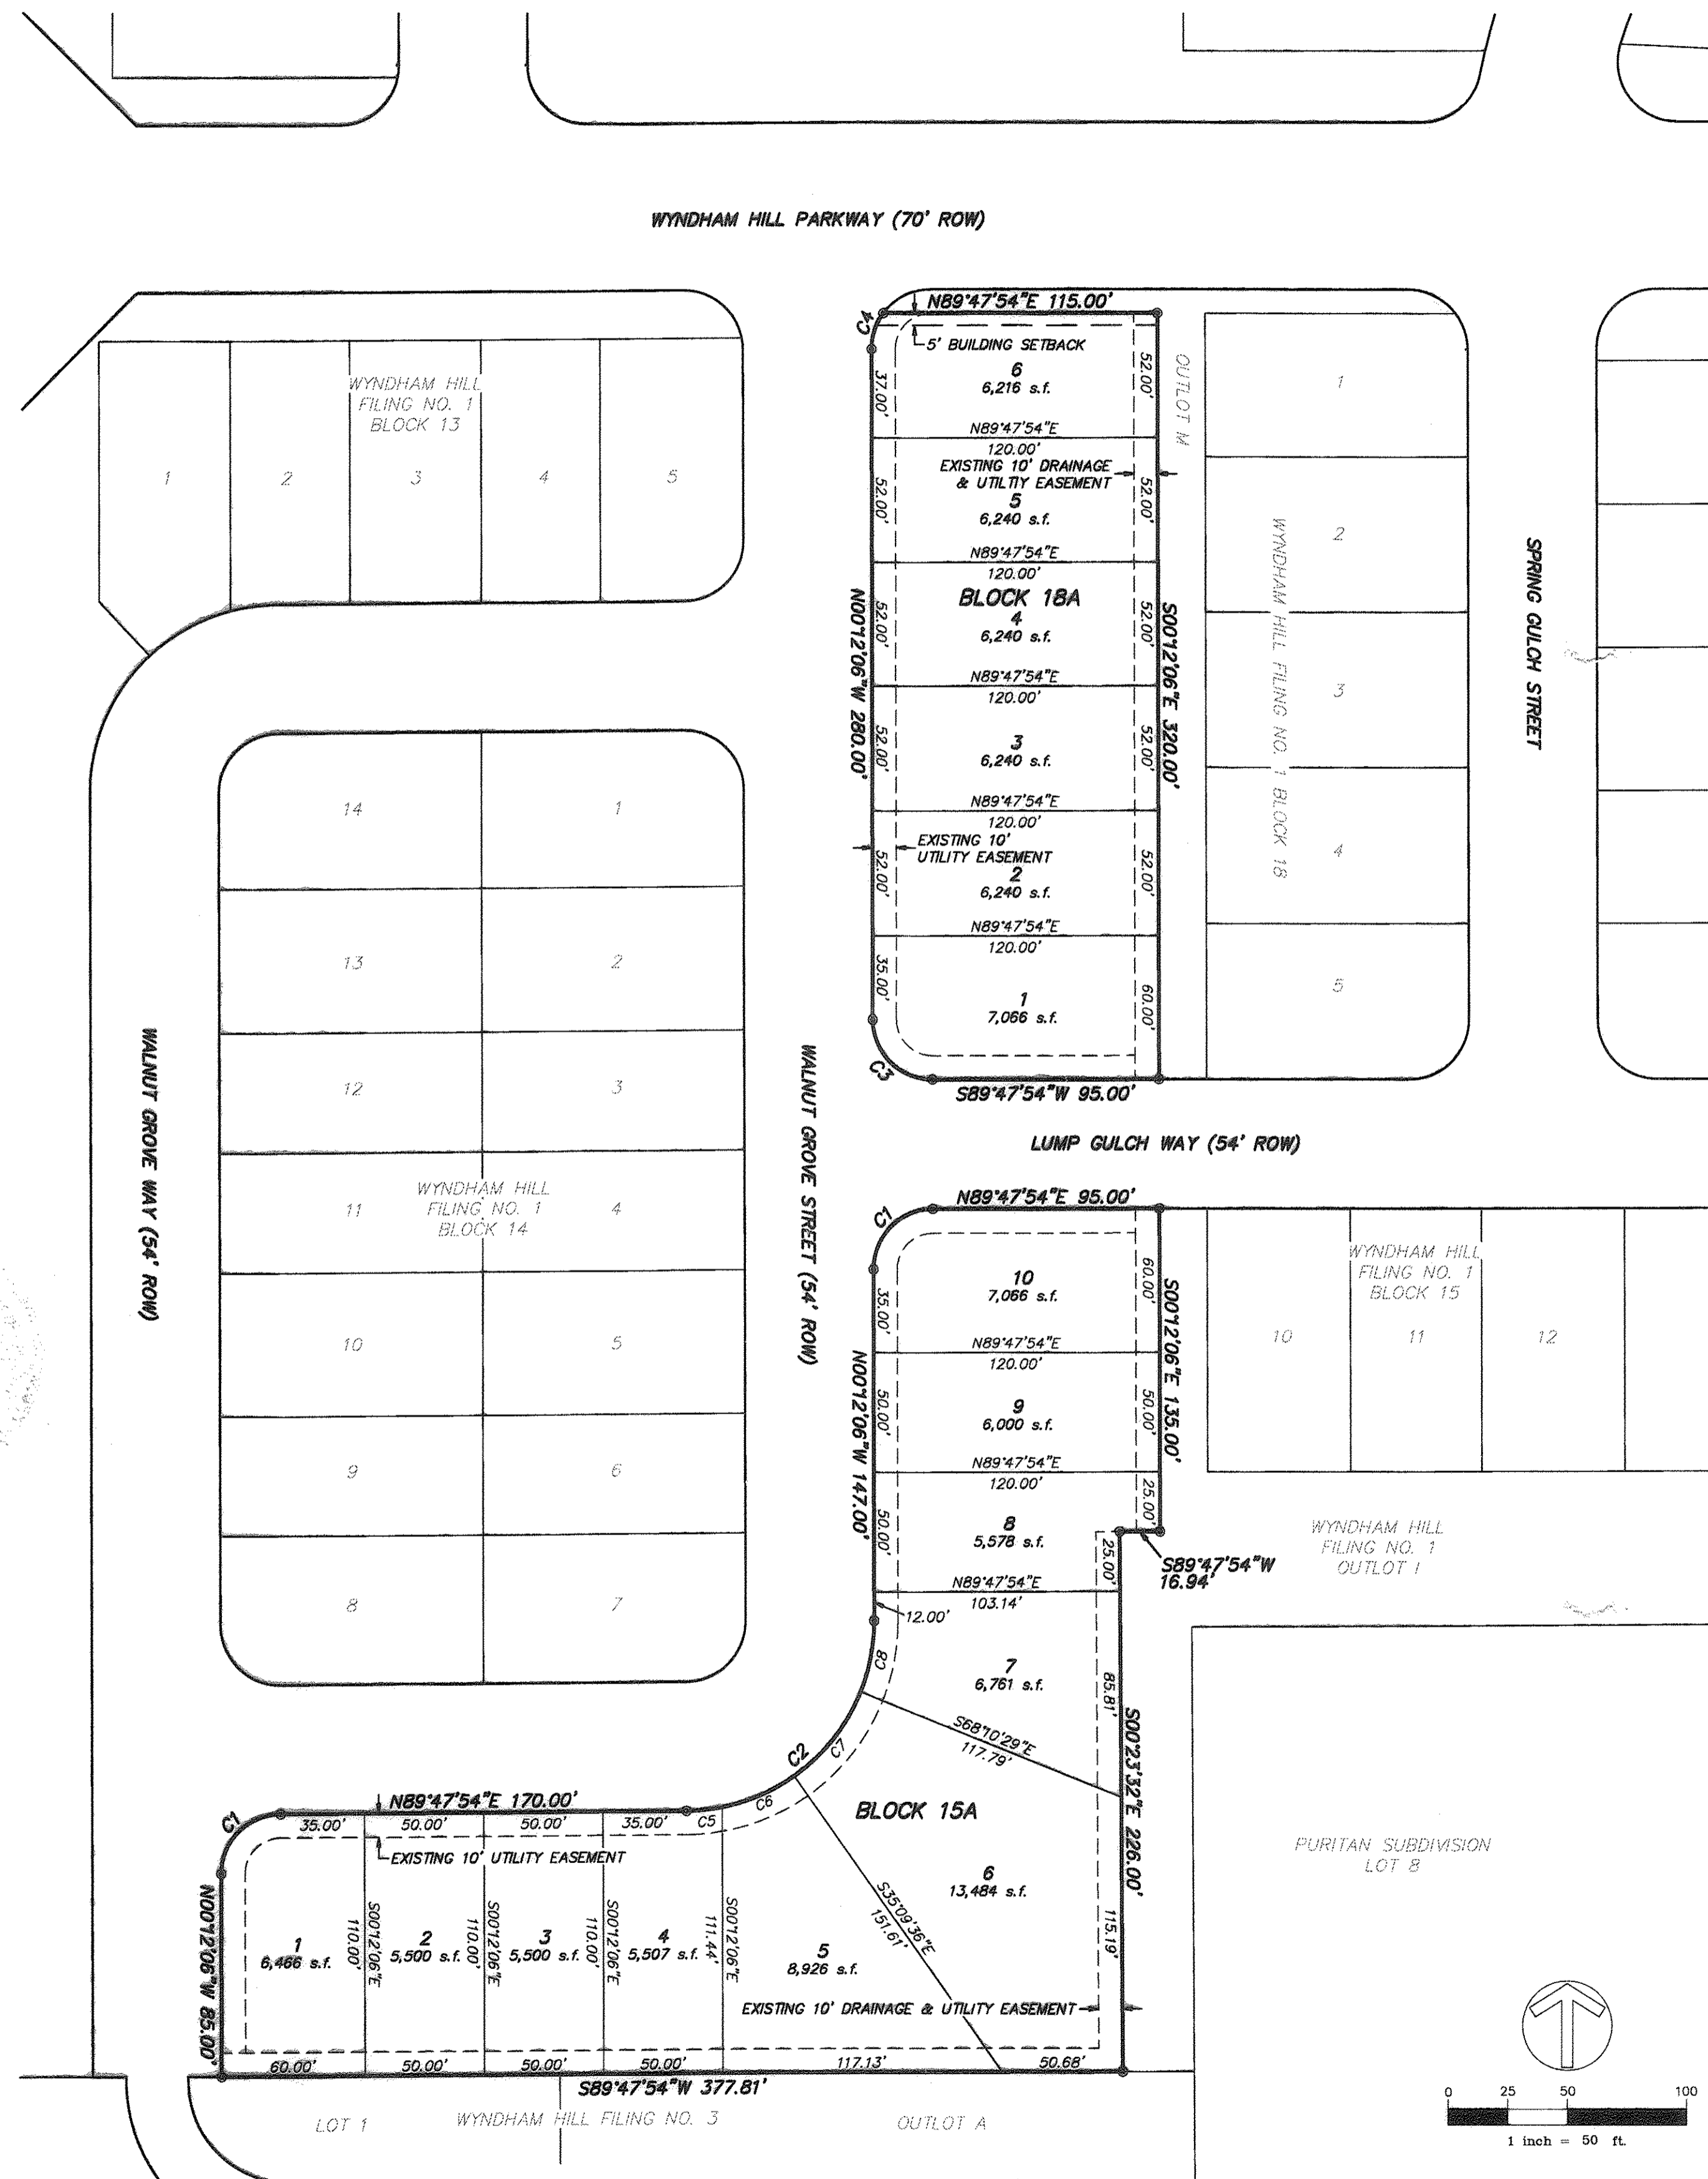 WYNDHAM HILL PARKWAY (70' ROW)
N89°47'54"E 115.00'
C4
5' BUILDING SETBACK
6
6,216 s.f.
37.00'
52.00'
OUTLOT M
N89°47'54"E
120.00'
EXISTING 10' DRAINAGE
& UTILTIY EASEMENT
5
6,240 s.f.
52.00'
52.00'
N89°47'54"E
120.00'
BLOCK 18A
4
6,240 s.f.
52.00'
52.00'
N00°12'06"W 280.00'
S00°12'06"E 320.00'
N89°47'54"E
120.00'
3
6,240 s.f.
52.00'
52.00'
N89°47'54"E
120.00'
EXISTING 10'
UTILITY EASEMENT
2
6,240 s.f.
52.00'
52.00'
N89°47'54"E
120.00'
1
7,066 s.f.
35.00'
60.00'
C3
S89°47'54"W 95.00'
WYNDHAM HILL
FILING NO. 1
BLOCK 13
1
2
3
4
5
WYNDHAM HILL FILING NO. 1 BLOCK 18
1
2
3
4
5
SPRING GULCH STREET
WALNUT GROVE WAY (54' ROW)
WALNUT GROVE STREET (54' ROW)
14
1
13
2
12
3
WYNDHAM HILL
FILING NO. 1
BLOCK 14
11
4
10
5
9
6
8
7
LUMP GULCH WAY (54' ROW)
N89°47'54"E 95.00'
C1
10
7,066 s.f.
35.00'
60.00'
N89°47'54"E
120.00'
9
6,000 s.f.
50.00'
50.00'
N00°12'06"W 147.00'
S00°12'06"E 135.00'
N89°47'54"E
120.00'
8
5,578 s.f.
50.00'
25.00'
25.00'
S89°47'54"W
16.94'
N89°47'54"E
103.14'
12.00'
WYNDHAM HILL
FILING NO. 1
BLOCK 15
10
11
12
WYNDHAM HILL
FILING NO. 1
OUTLOT I
C8
7
6,761 s.f.
85.81'
S68°10'29"E
117.79'
S00°23'32"E 226.00'
C2
C7
C6
C5
BLOCK 15A
PURITAN SUBDIVISION
LOT 8
6
13,484 s.f.
115.19'
S35°09'36"E
151.61'
C1
N89°47'54"E 170.00'
35.00'
50.00'
50.00'
35.00'
EXISTING 10' UTILITY EASEMENT
N00°12'06"W 85.00'
1
6,466 s.f.
110.00'
S00°12'06"E
2
5,500 s.f.
110.00'
S00°12'06"E
3
5,500 s.f.
110.00'
S00°12'06"E
4
5,507 s.f.
111.44'
S00°12'06"E
5
8,926 s.f.
EXISTING 10' DRAINAGE & UTILITY EASEMENT
60.00'
50.00'
50.00'
50.00'
117.13'
50.68'
S89°47'54"W 377.81'
LOT 1
WYNDHAM HILL FILING NO. 3
OUTLOT A
0 25 50 100
1 inch = 50 ft.